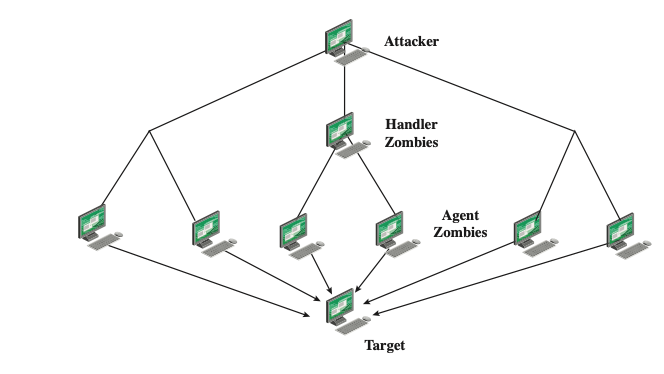 Attacker
Handler
Zombies
Agent
Zombies
Target